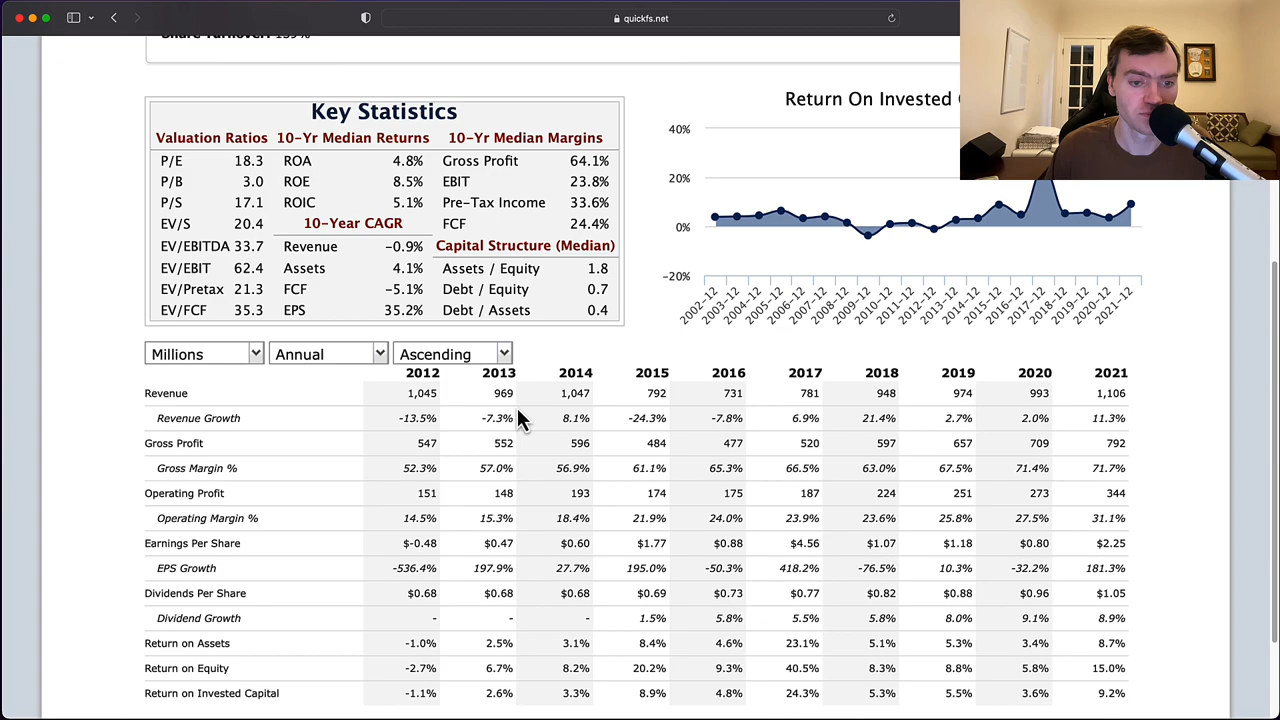 quickfs.net
Share Turnover: 139%
Key Statistics
Valuation Ratios 10-Yr Median Returns 10-Yr Median Margins
P/E 18.3 ROA 4.8% Gross Profit 64.1%
P/B 3.0 ROE 8.5% EBIT 23.8%
P/S 17.1 ROIC 5.1% Pre-Tax Income 33.6%
EV/S 20.4 10-Year CAGR FCF 24.4%
EV/EBITDA 33.7 Revenue -0.9% Capital Structure (Median)
EV/EBIT 62.4 Assets 4.1% Assets / Equity 1.8
EV/Pretax 21.3 FCF -5.1% Debt / Equity 0.7
EV/FCF 35.3 EPS 35.2% Debt / Assets 0.4
Return On Invested
40%
20%
0%
-20%
2002-12 2003-12 2004-12 2005-12 2006-12 2007-12 2008-12 2009-12 2010-12 2011-12 2012-12 2013-12 2014-12 2015-12 2016-12 2017-12 2018-12 2019-12 2020-12 2021-12
Millions Annual Ascending
2012 2013 2014 2015 2016 2017 2018 2019 2020 2021
Revenue 1,045 969 1,047 792 731 781 948 974 993 1,106
Revenue Growth -13.5% -7.3% 8.1% -24.3% -7.8% 6.9% 21.4% 2.7% 2.0% 11.3%
Gross Profit 547 552 596 484 477 520 597 657 709 792
Gross Margin % 52.3% 57.0% 56.9% 61.1% 65.3% 66.5% 63.0% 67.5% 71.4% 71.7%
Operating Profit 151 148 193 174 175 187 224 251 273 344
Operating Margin % 14.5% 15.3% 18.4% 21.9% 24.0% 23.9% 23.6% 25.8% 27.5% 31.1%
Earnings Per Share $-0.48 $0.47 $0.60 $1.77 $0.88 $4.56 $1.07 $1.18 $0.80 $2.25
EPS Growth -536.4% 197.9% 27.7% 195.0% -50.3% 418.2% -76.5% 10.3% -32.2% 181.3%
Dividends Per Share $0.68 $0.68 $0.68 $0.69 $0.73 $0.77 $0.82 $0.88 $0.96 $1.05
Dividend Growth - - - 1.5% 5.8% 5.5% 5.8% 8.0% 9.1% 8.9%
Return on Assets -1.0% 2.5% 3.1% 8.4% 4.6% 23.1% 5.1% 5.3% 3.4% 8.7%
Return on Equity -2.7% 6.7% 8.2% 20.2% 9.3% 40.5% 8.3% 8.8% 5.8% 15.0%
Return on Invested Capital -1.1% 2.6% 3.3% 8.9% 4.8% 24.3% 5.3% 5.5% 3.6% 9.2%